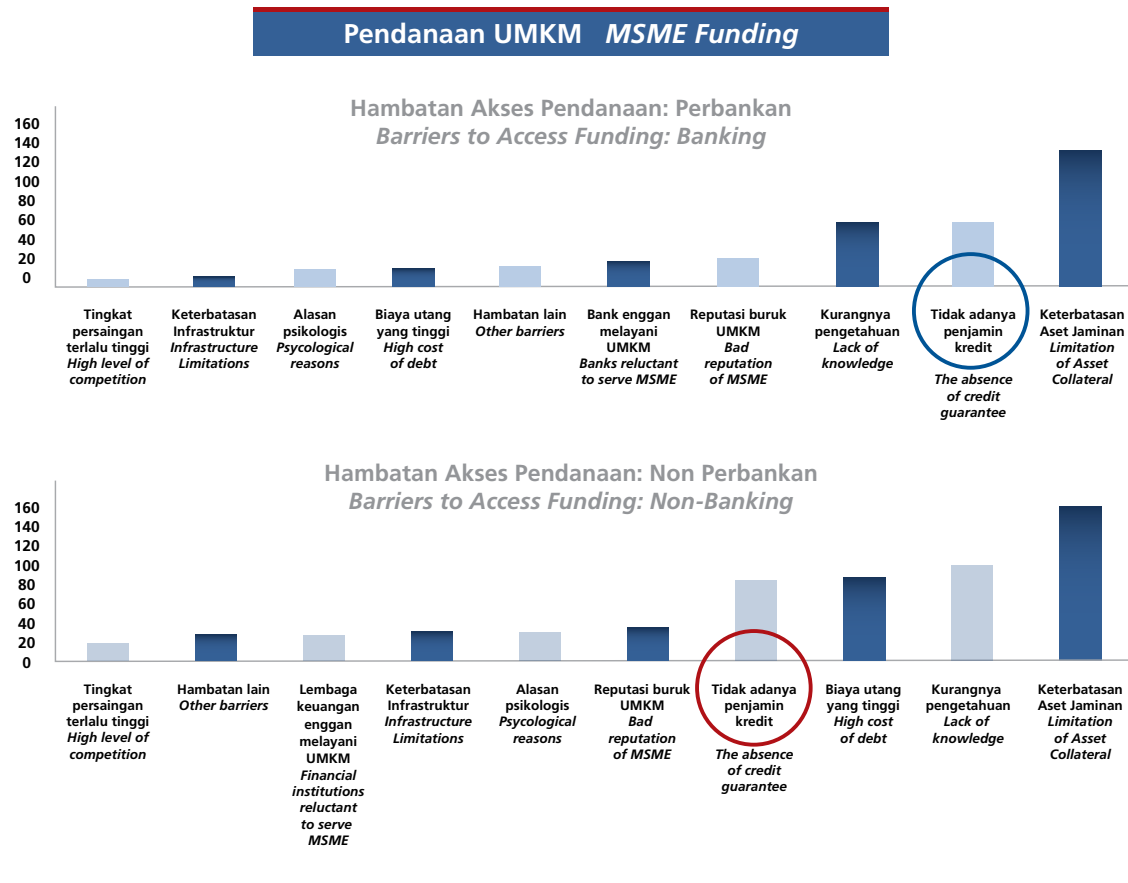 Pendanaan UMKM MSME Funding
Hambatan Akses Pendanaan: Perbankan
Barriers to Access Funding: Banking
160
140
120
100
80
60
40
20
0
Tingkat
persaingan
terlalu tinggi
High level of
competition
Keterbatasan
Infrastruktur
Infrastructure
Limitations
Alasan
psikologis
Psycological
reasons
Biaya utang
yang tinggi
High cost
of debt
Hambatan lain
Other barriers
Bank enggan
melayani
UMKM
Banks reluctant
to serve MSME
Reputasi buruk
UMKM
Bad
reputation
of MSME
Kurangnya
pengetahuan
Lack of
knowledge
Tidak adanya
penjamin
kredit
The absence
of credit
guarantee
Keterbatasan
Aset Jaminan
Limitation
of Asset
Collateral
Hambatan Akses Pendanaan: Non Perbankan
Barriers to Access Funding: Non-Banking
160
140
120
100
80
60
40
20
0
Tingkat
persaingan
terlalu tinggi
High level of
competition
Hambatan lain
Other barriers
Lembaga
keuangan
enggan
melayani
UMKM
Financial
institutions
reluctant
to serve
MSME
Keterbatasan
Infrastruktur
Infrastructure
Limitations
Alasan
psikologis
Psycological
reasons
Reputasi buruk
UMKM
Bad
reputation
of MSME
Tidak adanya
penjamin
kredit
The absence
of credit
guarantee
Biaya utang
yang tinggi
High cost
of debt
Kurangnya
pengetahuan
Lack of
knowledge
Keterbatasan
Aset Jaminan
Limitation
of Asset
Collateral